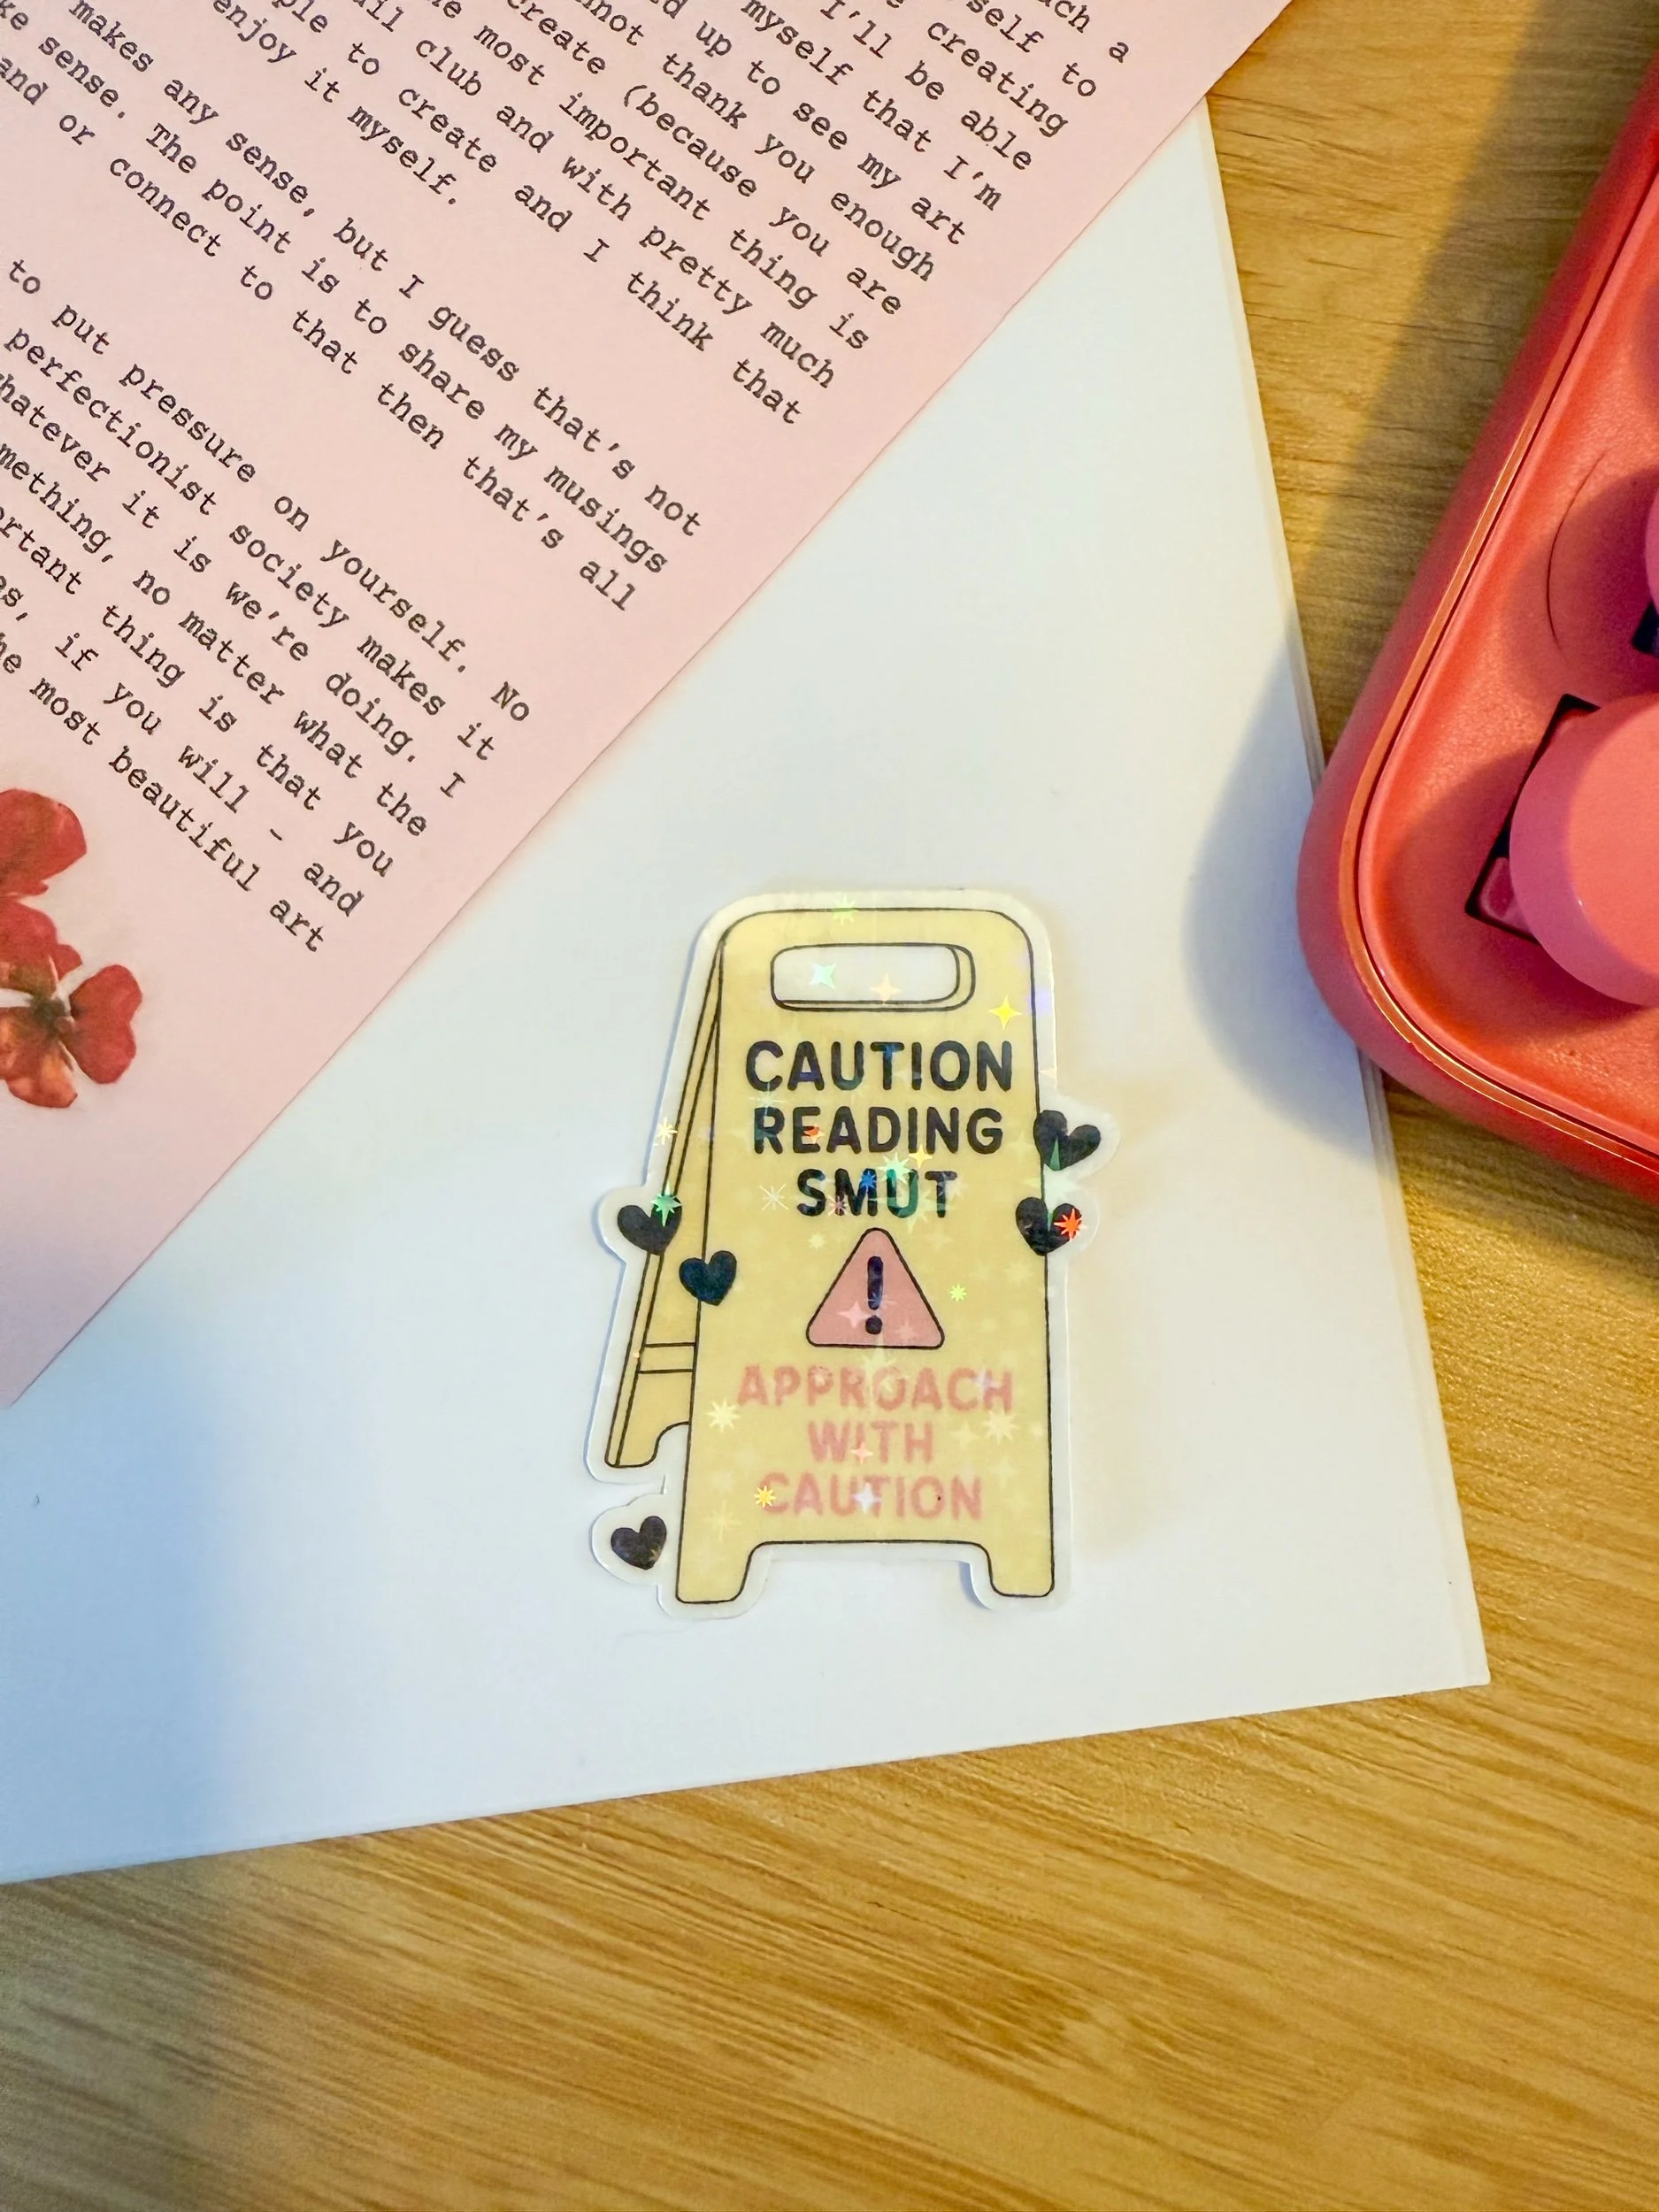 a
to
creating
I'll be able
myself that I'm
up to see my art
thank you enough
create (because you are
most important thing is
club and with pretty much
to create and I think that
enjoy it myself.
makes any sense, but I guess that's not
sense. The point is to share my musings
and or connect to that then that's all
to put pressure on yourself. No
perfectionist society makes it
hatever it is we're doing. I
mething, no matter what the
ortant thing is that you
if you will - and
most beautiful art
CAUTION
READING
SMUT
!
APPROACH
WITH
CAUTION